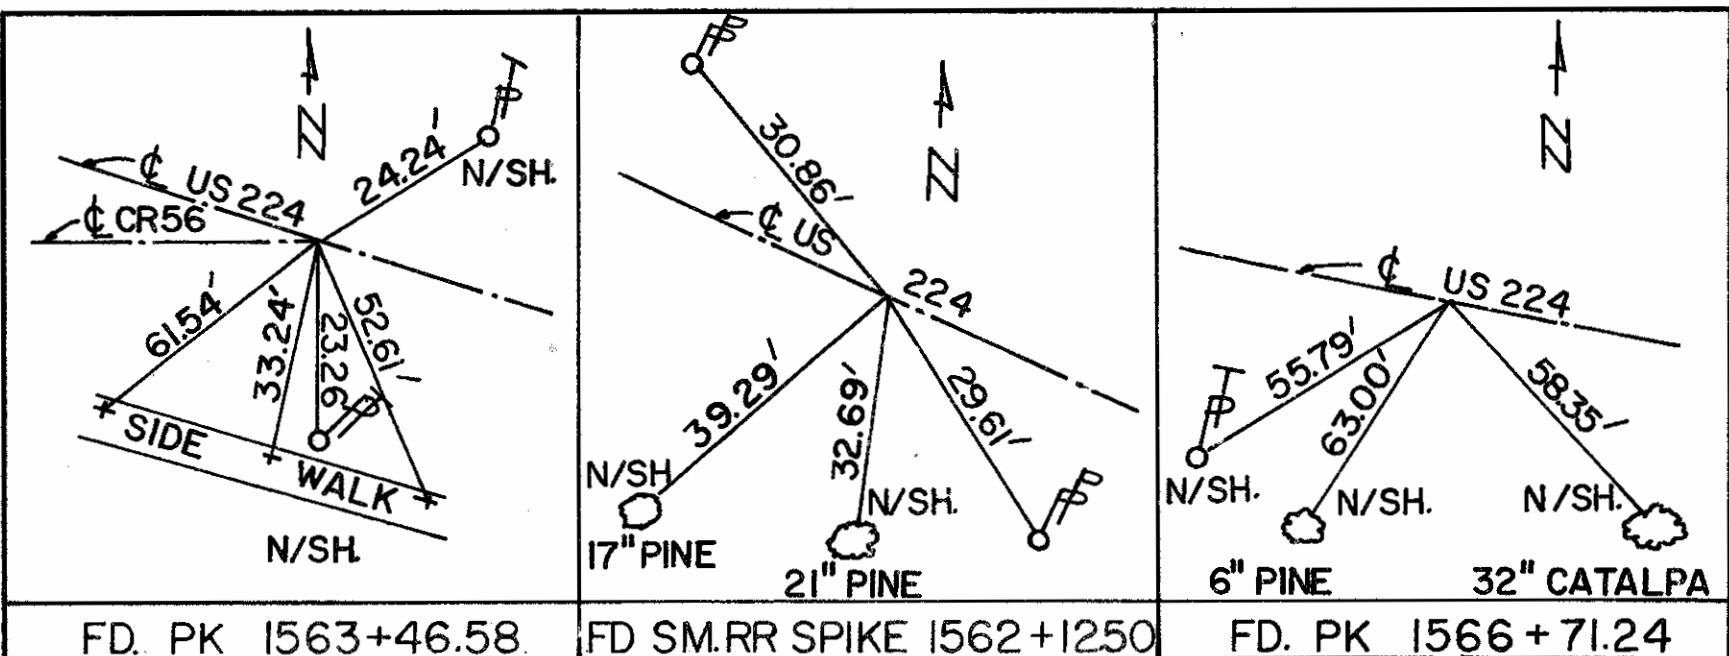 N
P
24.24'
N/SH.
℄ US 224
℄ CR56
61.54'
33.24'
23.26'
52.61'
SIDE WALK
N/SH.
FD. PK 1563+46.58
P
30.86'
N
℄ US 224
39.29'
32.69'
29.61'
N/SH.
17" PINE
N/SH.
21" PINE
FD SM.RR SPIKE 1562+12.50
N
℄ US 224
55.79'
63.00'
58.35'
N/SH.
N/SH.
N/SH.
6" PINE
32" CATALPA
FD. PK 1566+71.24